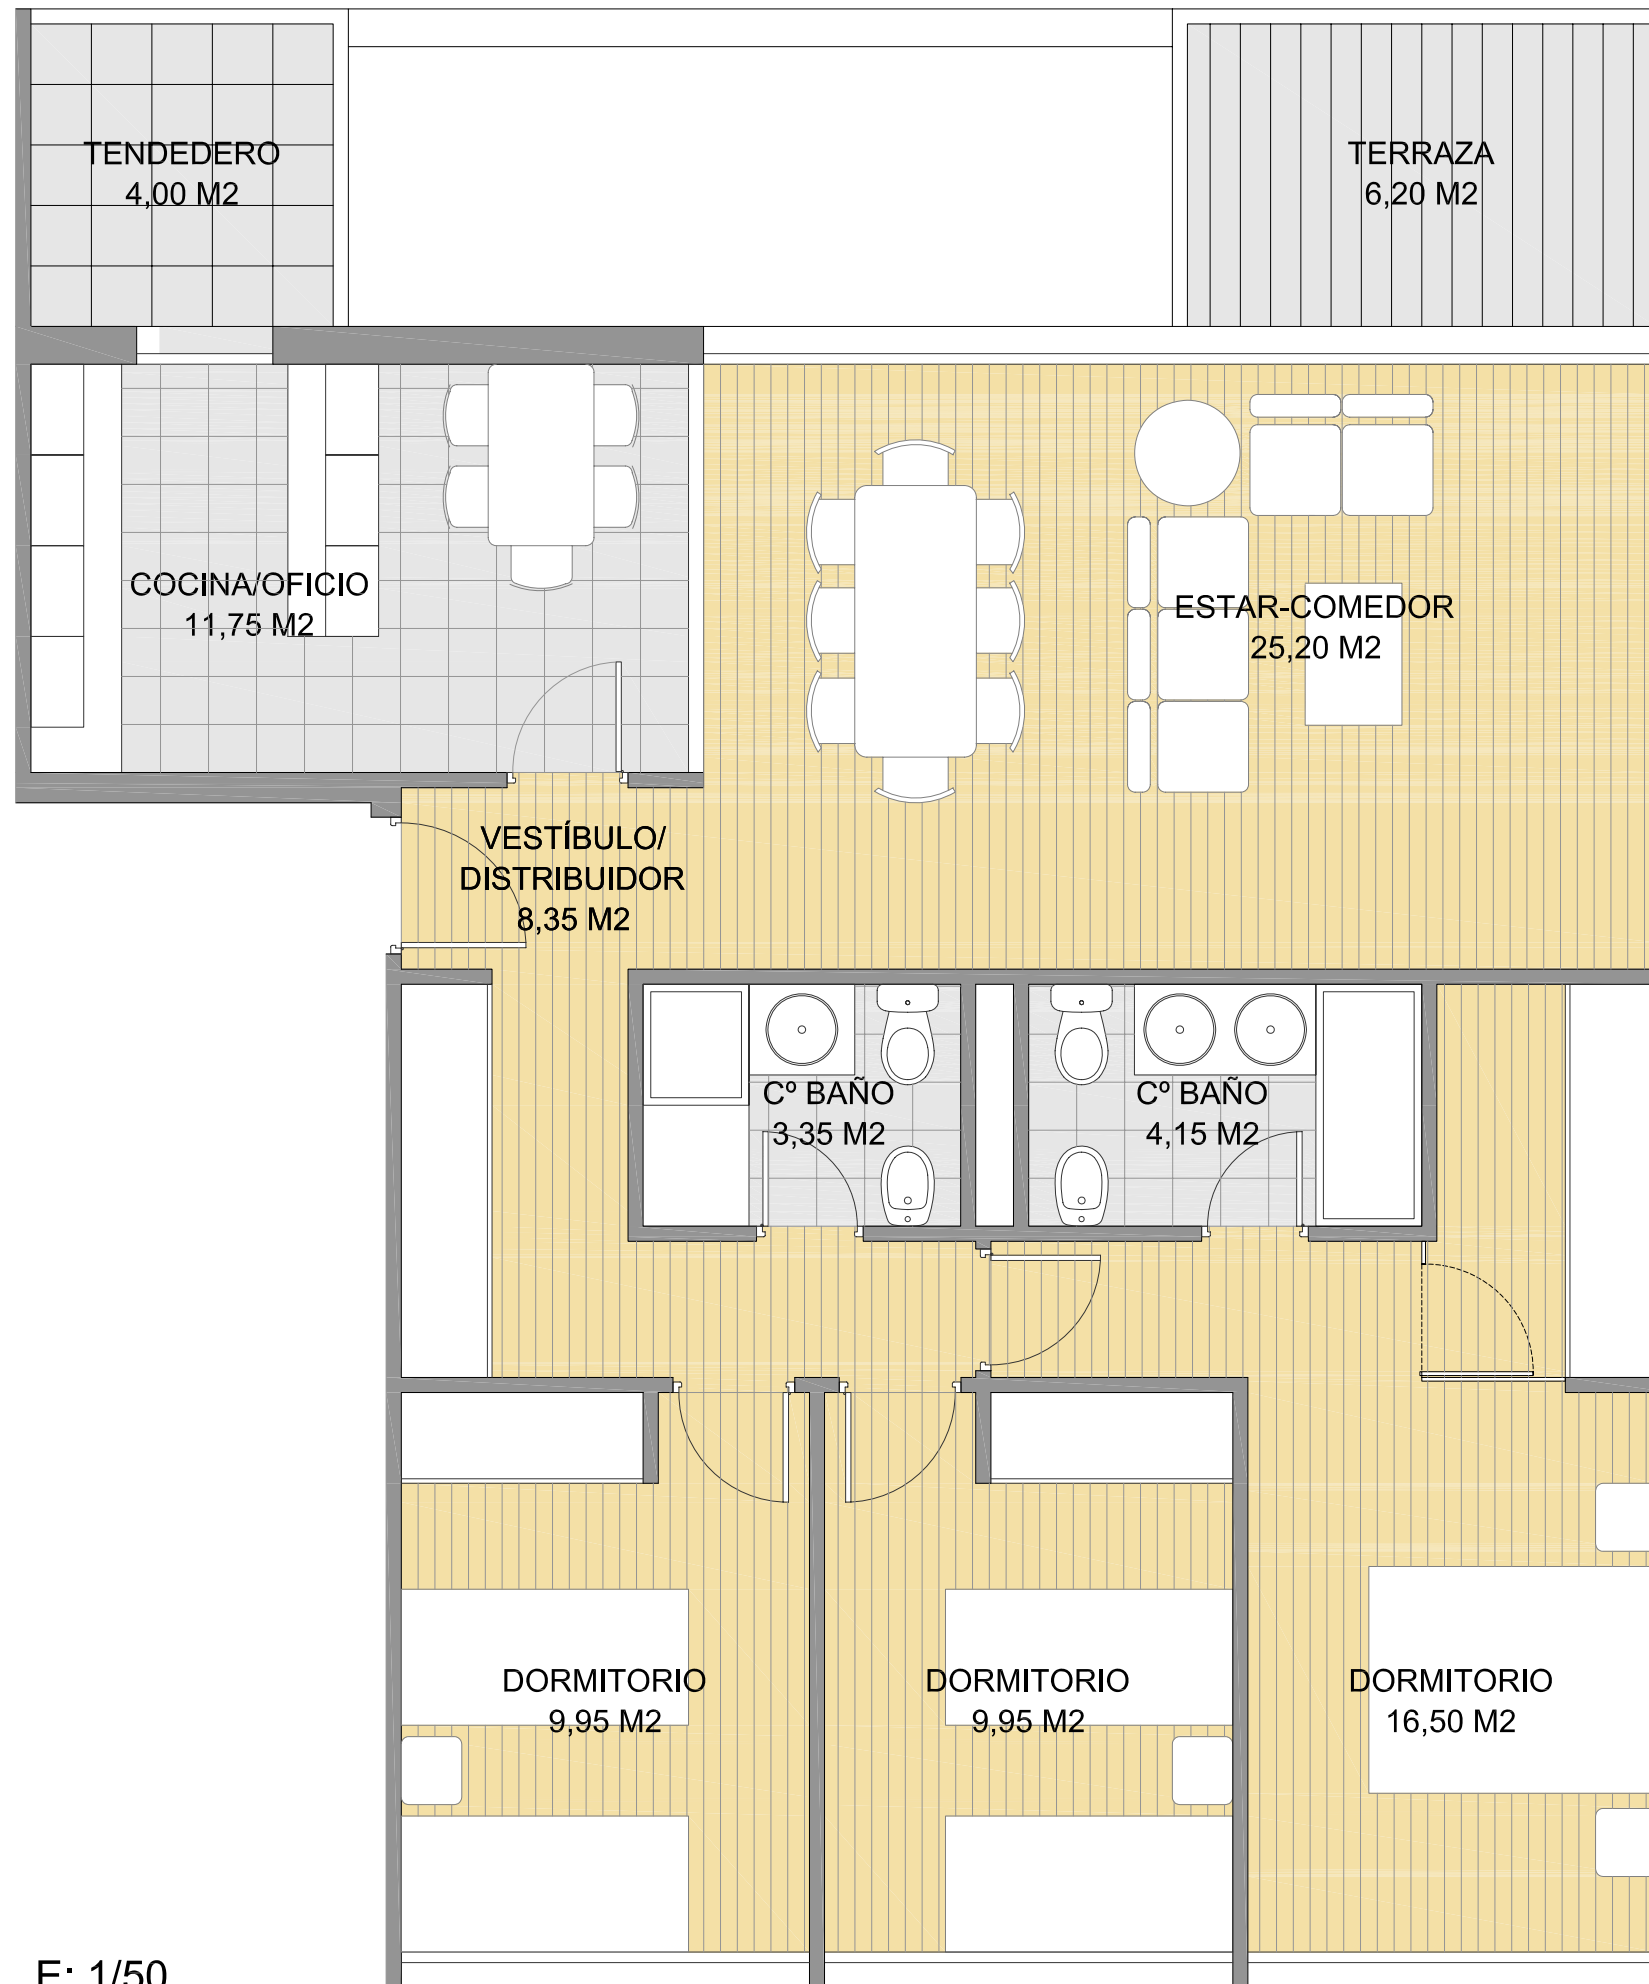 TENDEDERO
4,00 M2
TERRAZA
6,20 M2
COCINA/OFICIO
11,75 M2
ESTAR-COMEDOR
25,20 M2
VESTÍBULO/
DISTRIBUIDOR
8,35 M2
Cº BAÑO
3,35 M2
Cº BAÑO
4,15 M2
DORMITORIO
9,95 M2
DORMITORIO
9,95 M2
DORMITORIO
16,50 M2
E: 1/50